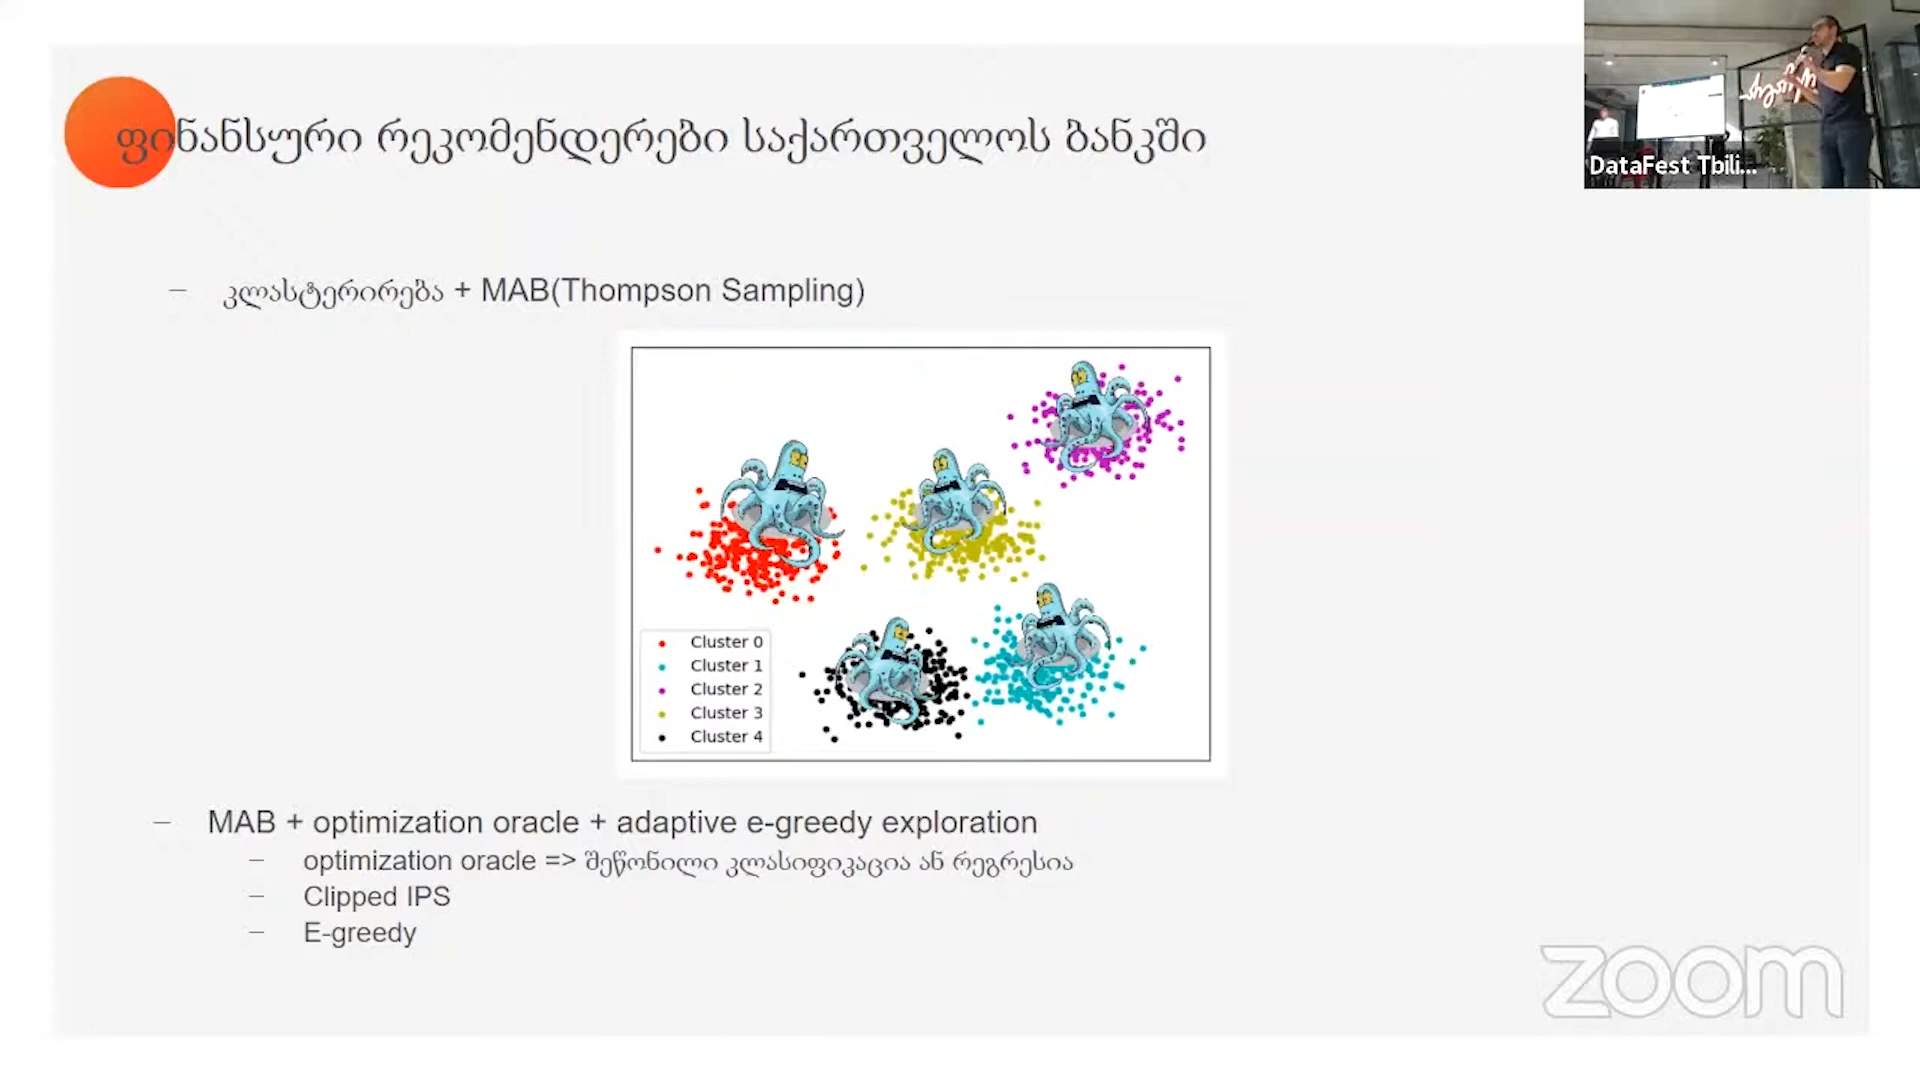 ფინანსური რეკომენდერები საქართველოს ბანკში
DataFest Tbili...
– კლასტერირება + MAB(Thompson Sampling)
Cluster 0
Cluster 1
Cluster 2
Cluster 3
Cluster 4
– MAB + optimization oracle + adaptive e-greedy exploration
– optimization oracle => შეწონილი კლასიფიკაცია ან რეგრესია
– Clipped IPS
– E-greedy
zoom